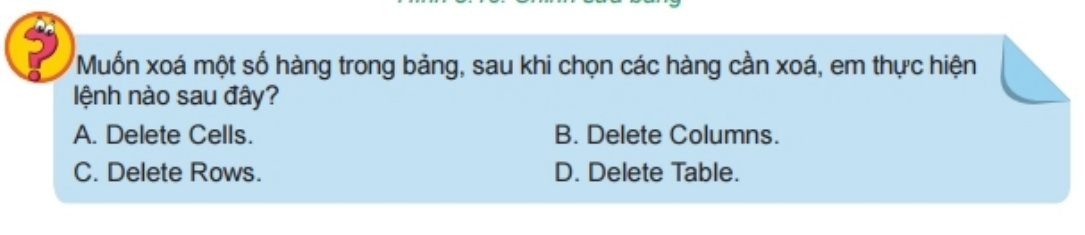 Muốn xoá một số hàng trong bảng, sau khi chọn các hàng cần xoá, em thực hiện
lệnh nào sau đây?
A. Delete Cells. B. Delete Columns.
C. Delete Rows. D. Delete Table.